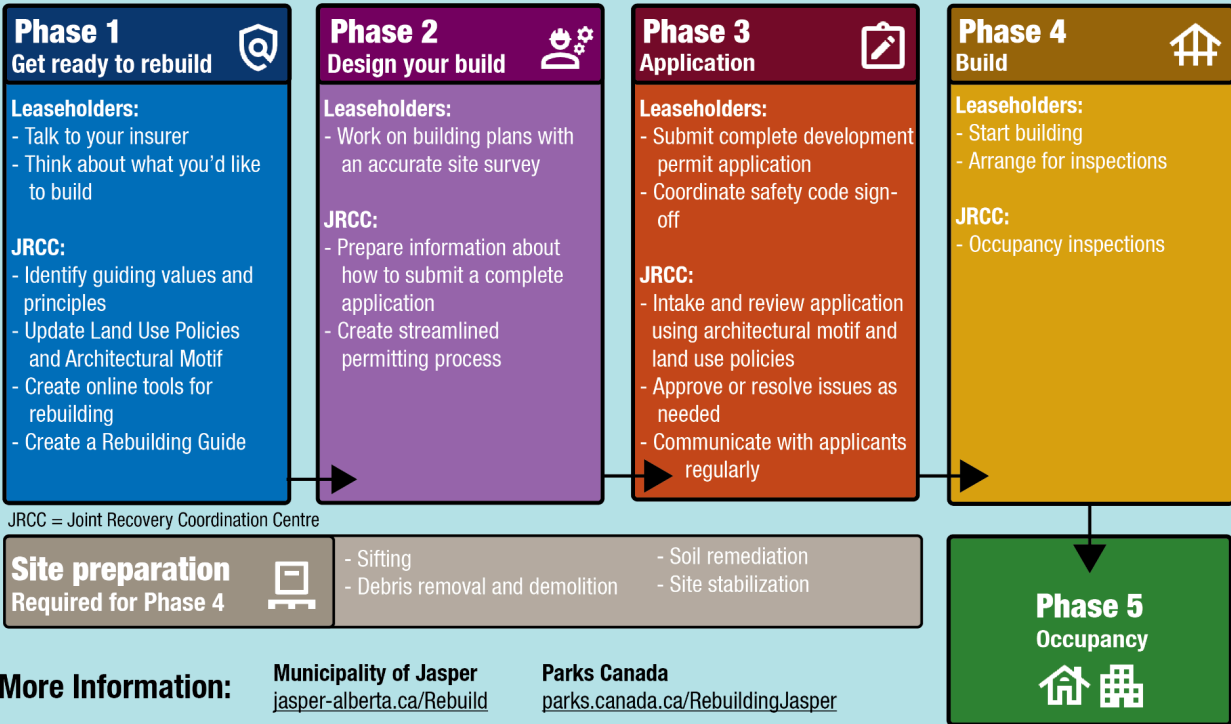 Phase 1
Get ready to rebuild
Leaseholders:
- Talk to your insurer
- Think about what you'd like
to build
JRCC:
- Identify guiding values and
principles
- Update Land Use Policies
and Architectural Motif
- Create online tools for
rebuilding
- Create a Rebuilding Guide
Phase 2
Design your build
Leaseholders:
- Work on building plans with
an accurate site survey
JRCC:
- Prepare information about
how to submit a complete
application
- Create streamlined
permitting process
Phase 3
Application
Leaseholders:
- Submit complete development
permit application
- Coordinate safety code sign-
off
JRCC:
- Intake and review application
using architectural motif and
land use policies
- Approve or resolve issues as
needed
- Communicate with applicants
regularly
Phase 4
Build
Leaseholders:
- Start building
- Arrange for inspections
JRCC:
- Occupancy inspections
JRCC = Joint Recovery Coordination Centre
Site preparation
Required for Phase 4
- Sifting
- Debris removal and demolition
- Soil remediation
- Site stabilization
Phase 5
Occupancy
More Information:
Municipality of Jasper
jasper-alberta.ca/Rebuild
Parks Canada
parks.canada.ca/RebuildingJasper